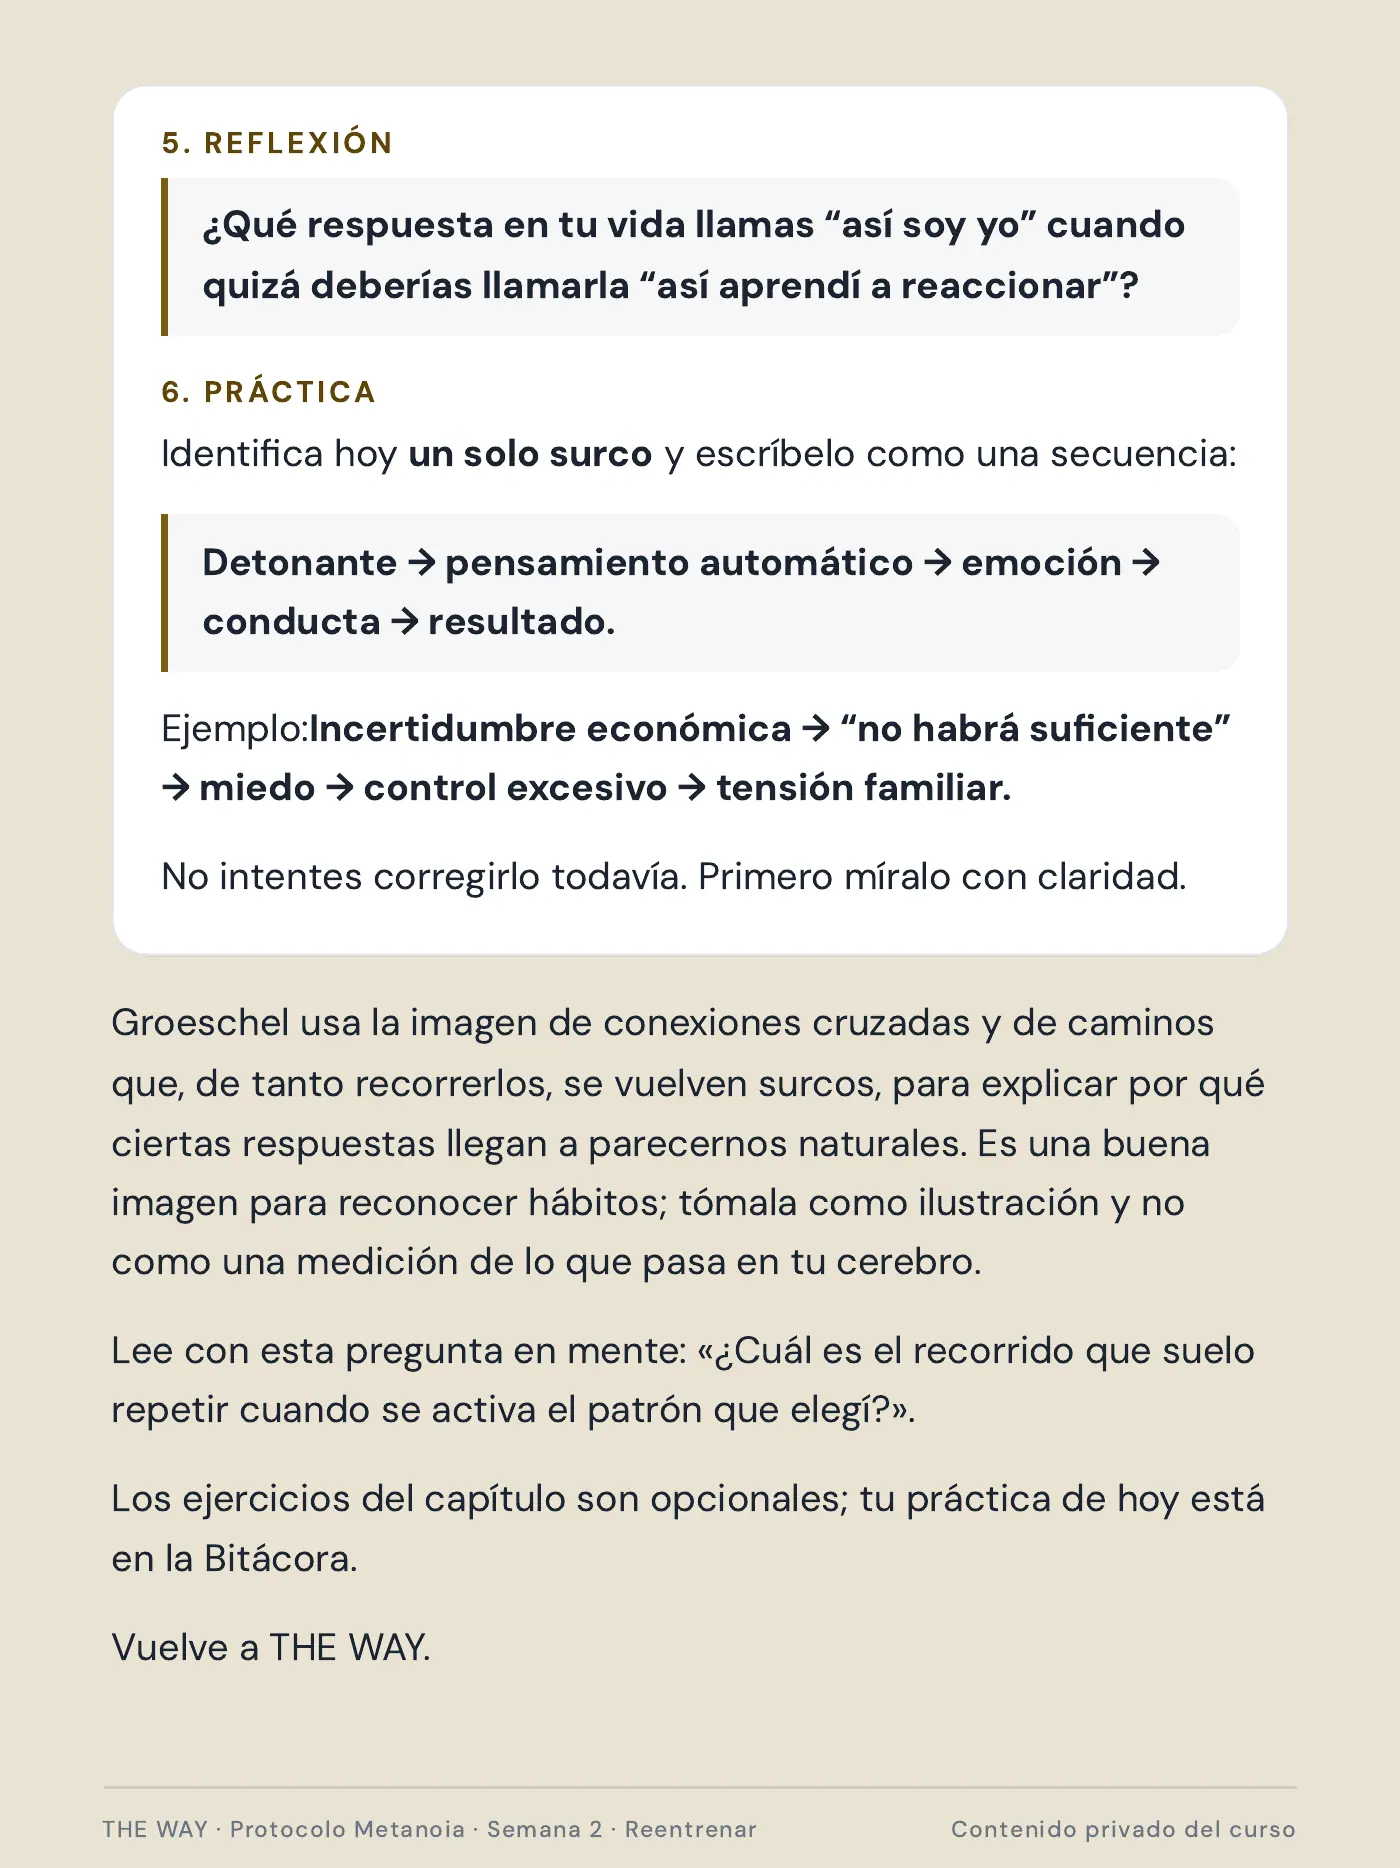 5. REFLEXIÓN
¿Qué respuesta en tu vida llamas “así soy yo” cuando
quizá deberías llamarla “así aprendí a reaccionar”?
6. PRÁCTICA
Identifica hoy un solo surco y escríbelo como una secuencia:
Detonante → pensamiento automático → emoción →
conducta → resultado.
Ejemplo:Incertidumbre económica → “no habrá suficiente”
→ miedo → control excesivo → tensión familiar.
No intentes corregirlo todavía. Primero míralo con claridad.
Groeschel usa la imagen de conexiones cruzadas y de caminos
que, de tanto recorrerlos, se vuelven surcos, para explicar por qué
ciertas respuestas llegan a parecernos naturales. Es una buena
imagen para reconocer hábitos; tómala como ilustración y no
como una medición de lo que pasa en tu cerebro.
Lee con esta pregunta en mente: «¿Cuál es el recorrido que suelo
repetir cuando se activa el patrón que elegí?».
Los ejercicios del capítulo son opcionales; tu práctica de hoy está
en la Bitácora.
Vuelve a THE WAY.
THE WAY · Protocolo Metanoia · Semana 2 · Reentrenar
Contenido privado del curso